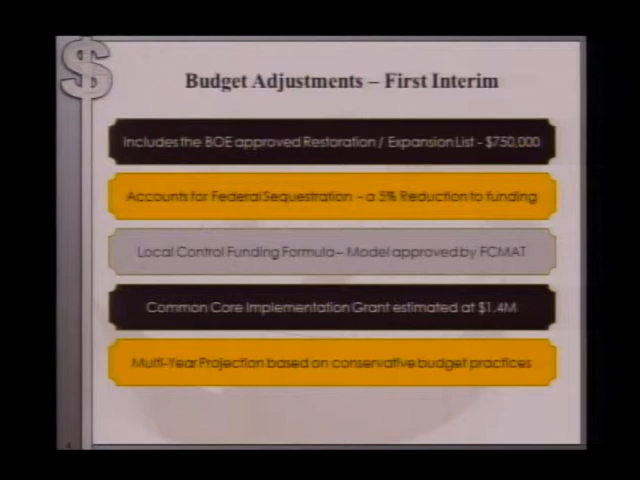 Budget Adjustments – First Interim
Includes the BOE approved Restoration / Expansion List - $750,000
Accounts for Federal Sequestration - a 5% Reduction to funding
Local Control Funding Formula – Model approved by FCMAT
Common Core Implementation Grant estimated at $1.4M
Multi-Year Projection based on conservative budget practices